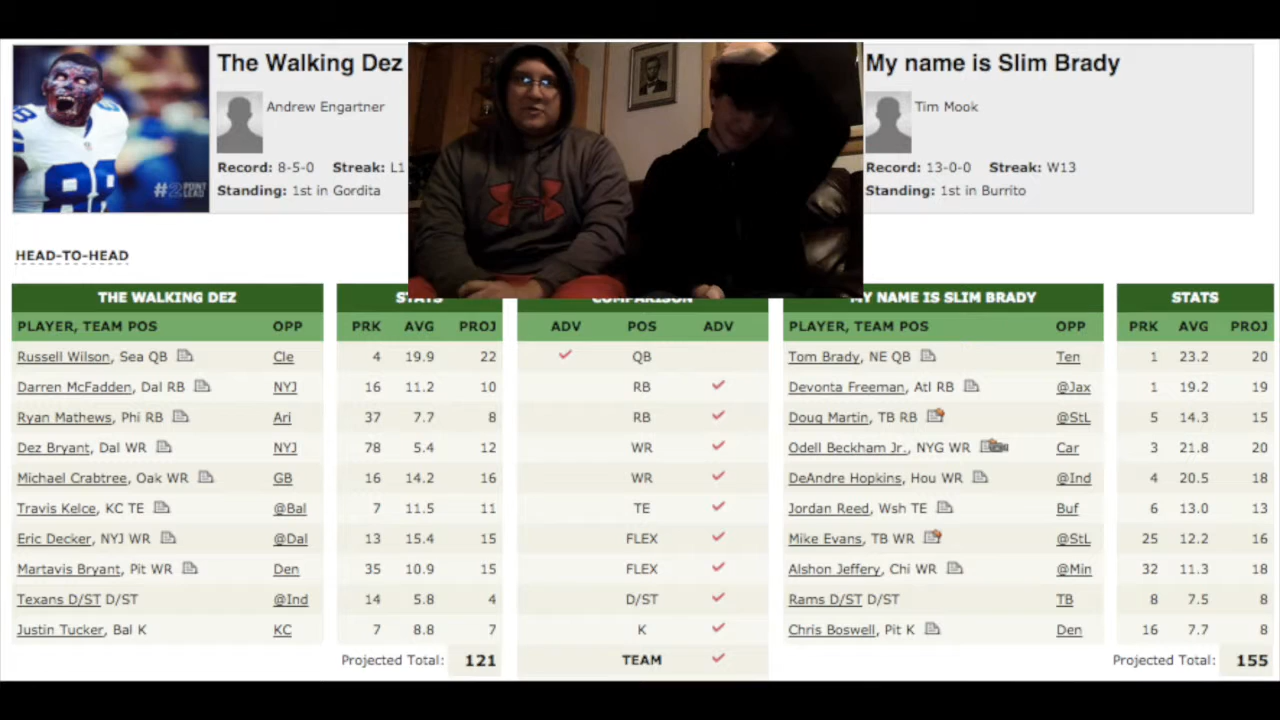 The Walking Dez
Andrew Engartner
Record: 8-5-0 Streak: L1
Standing: 1st in Gordita
#2 POINT LEAD
88
My name is Slim Brady
Tim Mook
Record: 13-0-0 Streak: W13
Standing: 1st in Burrito
HEAD-TO-HEAD
THE WALKING DEZ STATS COMPARISON MY NAME IS SLIM BRADY STATS
PLAYER, TEAM POS OPP PRK AVG PROJ ADV POS ADV PLAYER, TEAM POS OPP PRK AVG PROJ
Russell Wilson, Sea QB Cle 4 19.9 22 QB Tom Brady, NE QB Ten 1 23.2 20
Darren McFadden, Dal RB NYJ 16 11.2 10 RB Devonta Freeman, Atl RB @Jax 1 19.2 19
Ryan Mathews, Phi RB Ari 37 7.7 8 RB Doug Martin, TB RB @StL 5 14.3 15
Dez Bryant, Dal WR NYJ 78 5.4 12 WR Odell Beckham Jr., NYG WR Car 3 21.8 20
Michael Crabtree, Oak WR GB 16 14.2 16 WR DeAndre Hopkins, Hou WR @Ind 4 20.5 18
Travis Kelce, KC TE @Bal 7 11.5 11 TE Jordan Reed, Wsh TE Buf 6 13.0 13
Eric Decker, NYJ WR @Dal 13 15.4 15 FLEX Mike Evans, TB WR @StL 25 12.2 16
Martavis Bryant, Pit WR Den 35 10.9 15 FLEX Alshon Jeffery, Chi WR @Min 32 11.3 18
Texans D/ST D/ST @Ind 14 5.8 4 D/ST Rams D/ST D/ST TB 8 7.5 8
Justin Tucker, Bal K KC 7 8.8 7 K Chris Boswell, Pit K Den 16 7.7 8
Projected Total: 121 TEAM Projected Total: 155